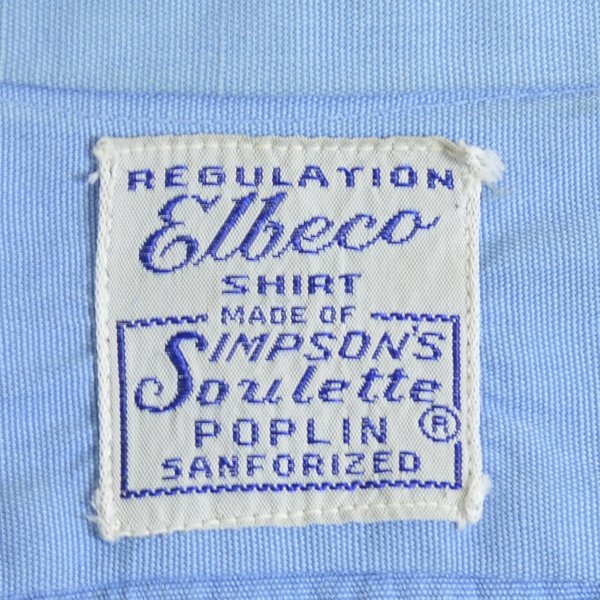 REGULATION
Elbeco
SHIRT
MADE OF
SIMPSON'S
Soulette
POPLIN ®
SANFORIZED